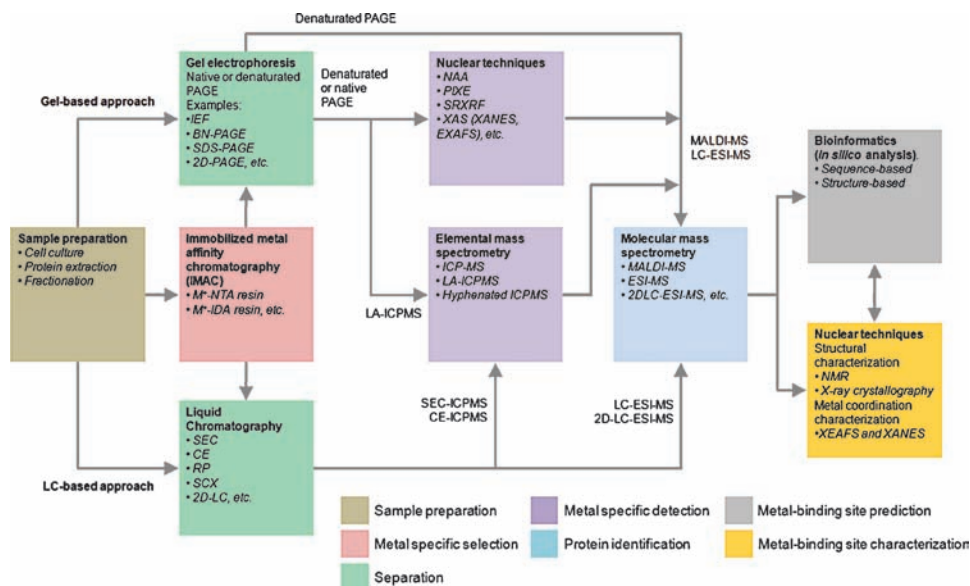 Denaturated PAGE
Gel-based approach
Gel electrophoresis
Native or denaturated
PAGE
Examples:
•IEF
• BN-PAGE
• SDS-PAGE
• 2D-PAGE, etc.
Denaturated
or native
PAGE
Nuclear techniques
• NAA
• PIXE
• SRXRF
• XAS (XANES,
EXAFS), etc.
MALDI-MS
LC-ESI-MS
Bioinformatics
(in silico analysis).
• Sequence-based
• Structure-based
Sample preparation
• Cell culture
• Protein extraction
• Fractionation
Immobilized metal
affinity
chromatography
(IMAC)
• Mⁿ-NTA resin
• Mⁿ-IDA resin, etc.
LA-ICPMS
Elemental mass
spectrometry
• ICP-MS
• LA-ICPMS
• Hyphenated ICPMS
Molecular mass
spectrometry
• MALDI-MS
• ESI-MS
• 2DLC-ESI-MS, etc.
Nuclear techniques
Structural
characterization
• NMR
• X-ray crystallography
Metal coordination
characterization
•XEAFS and XANES
LC-based approach
Liquid
Chromatography
• SEC
• CE
• RP
• SCX
• 2D-LC, etc.
SEC-ICPMS
CE-ICPMS
LC-ESI-MS
2D-LC-ESI-MS
Sample preparation
Metal specific selection
Separation
Metal specific detection
Protein identification
Metal-binding site prediction
Metal-binding site characterization